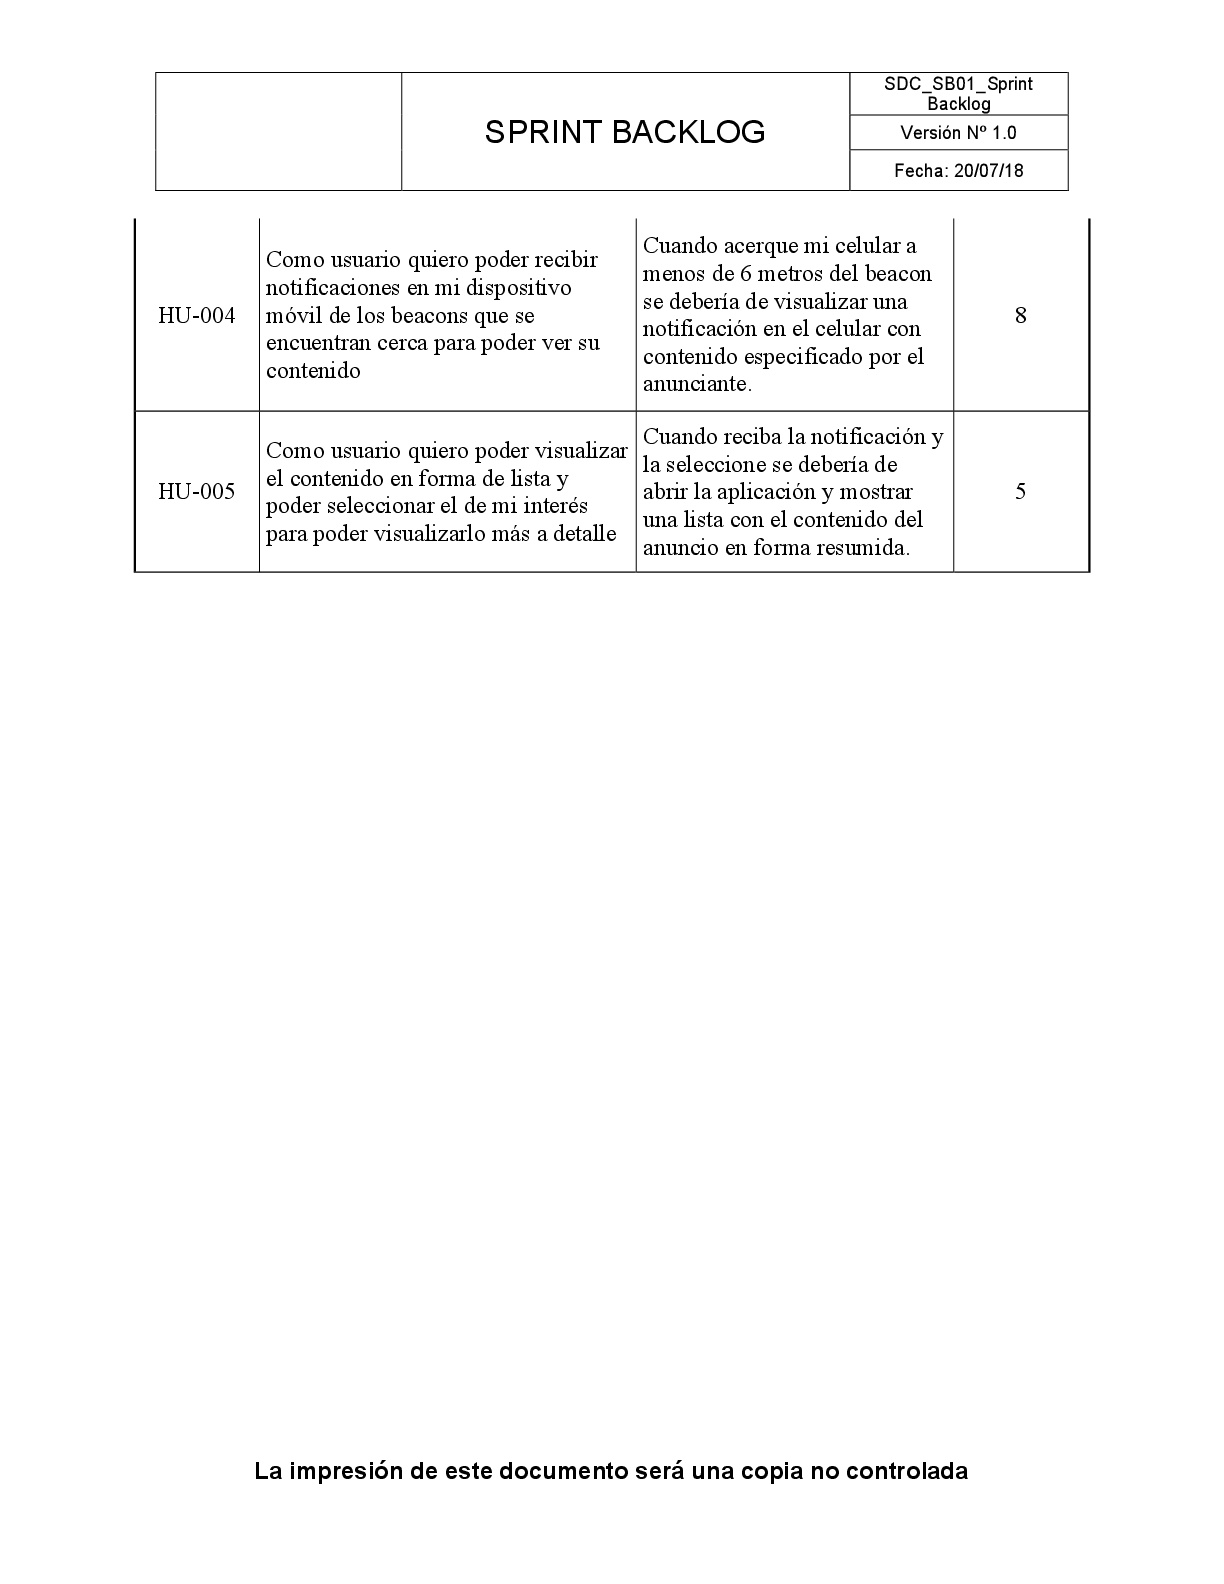 SPRINT BACKLOG
SDC_SB01_Sprint
Backlog
Versión Nº 1.0
Fecha: 20/07/18
HU-004
Como usuario quiero poder recibir
notificaciones en mi dispositivo
móvil de los beacons que se
encuentran cerca para poder ver su
contenido
Cuando acerque mi celular a
menos de 6 metros del beacon
se debería de visualizar una
notificación en el celular con
contenido especificado por el
anunciante.
8
HU-005
Como usuario quiero poder visualizar
el contenido en forma de lista y
poder seleccionar el de mi interés
para poder visualizarlo más a detalle
Cuando reciba la notificación y
la seleccione se debería de
abrir la aplicación y mostrar
una lista con el contenido del
anuncio en forma resumida.
5
La impresión de este documento será una copia no controlada